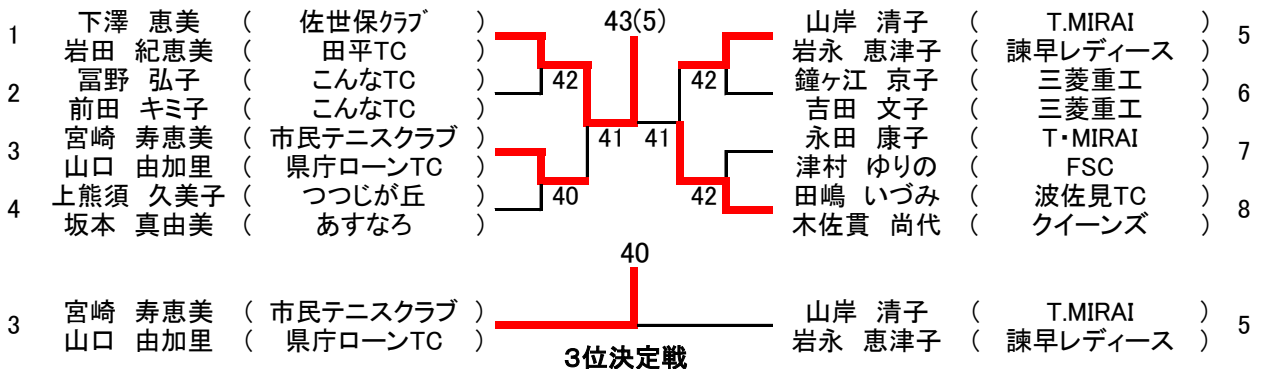 43(5)
1 下澤 恵美 ( 佐世保ｸﾗﾌﾞ ) 山岸 清子 ( T.MIRAI ) 5
岩田 紀恵美 ( 田平TC ) 岩永 恵津子 ( 諫早レディース )
2 冨野 弘子 ( こんなTC ) 42 42 鐘ヶ江 京子 ( 三菱重工 ) 6
前田 キミ子 ( こんなTC ) 吉田 文子 ( 三菱重工 )
3 宮崎 寿恵美 ( 市民テニスクラブ ) 41 41 永田 康子 ( T・MIRAI ) 7
山口 由加里 ( 県庁ローンTC ) 津村 ゆりの ( FSC )
4 上熊須 久美子 ( つつじが丘 ) 40 42 田嶋 いづみ ( 波佐見TC ) 8
坂本 真由美 ( あすなろ ) 木佐貫 尚代 ( クイーンズ )
40
3 宮崎 寿恵美 ( 市民テニスクラブ ) 山岸 清子 ( T.MIRAI ) 5
山口 由加里 ( 県庁ローンTC ) 岩永 恵津子 ( 諫早レディース )
3位決定戦